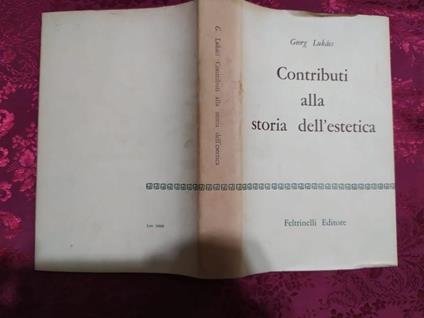 Georg Lukács
Contributi
alla
storia dell'estetica
Feltrinelli Editore
G. Lukács Contributi alla storia dell'estetica